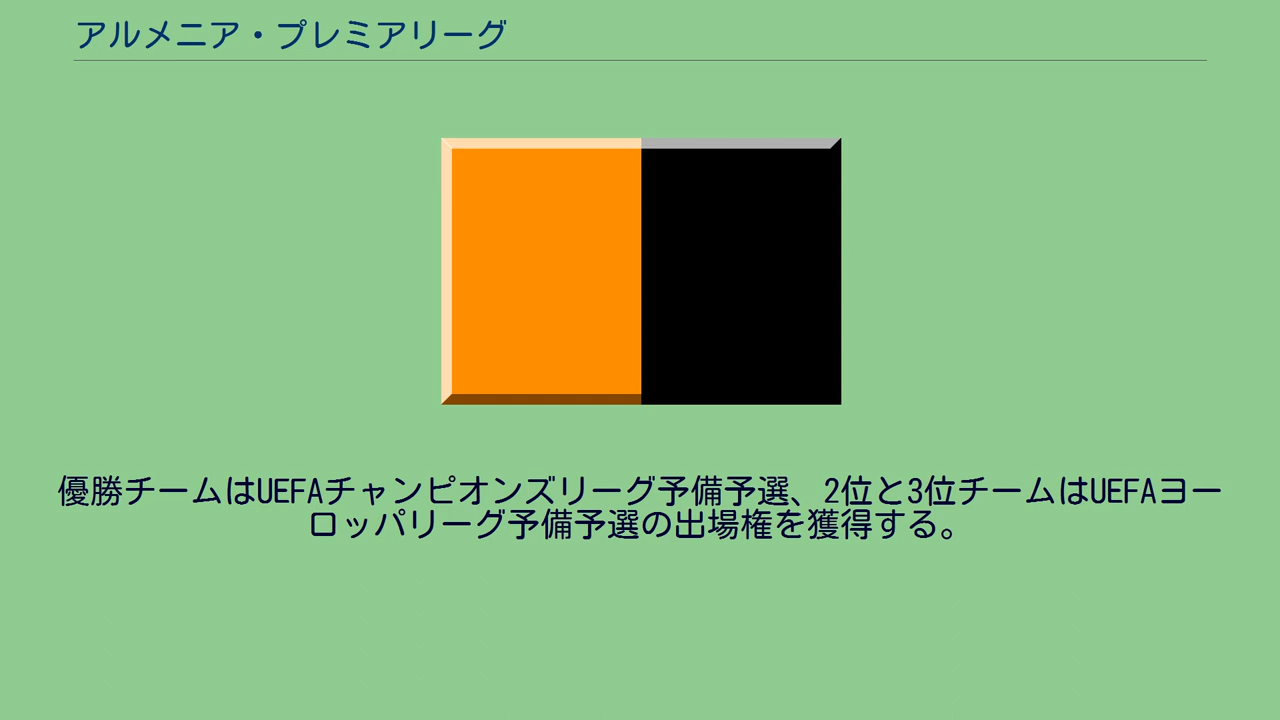 アルメニア・プレミアリーグ
優勝チームはUEFAチャンピオンズリーグ予備予選、2位と3位チームはUEFAヨー
ロッパリーグ予備予選の出場権を獲得する。